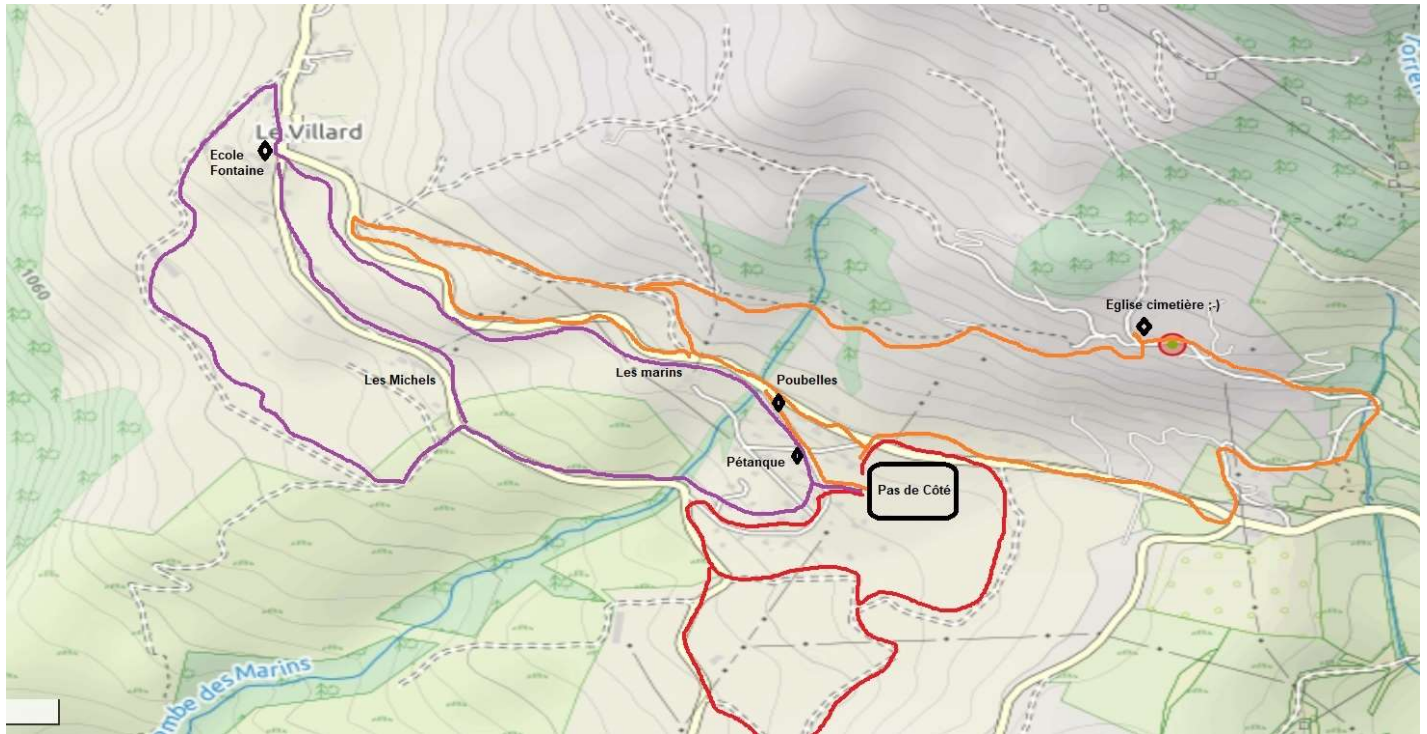 Torren
Le Villard
Ecole
Fontaine
1060
Eglise cimetière ;-)
Les Michels
Les marins
Poubelles
Pétanque
Pas de Côté
mbe des Marins